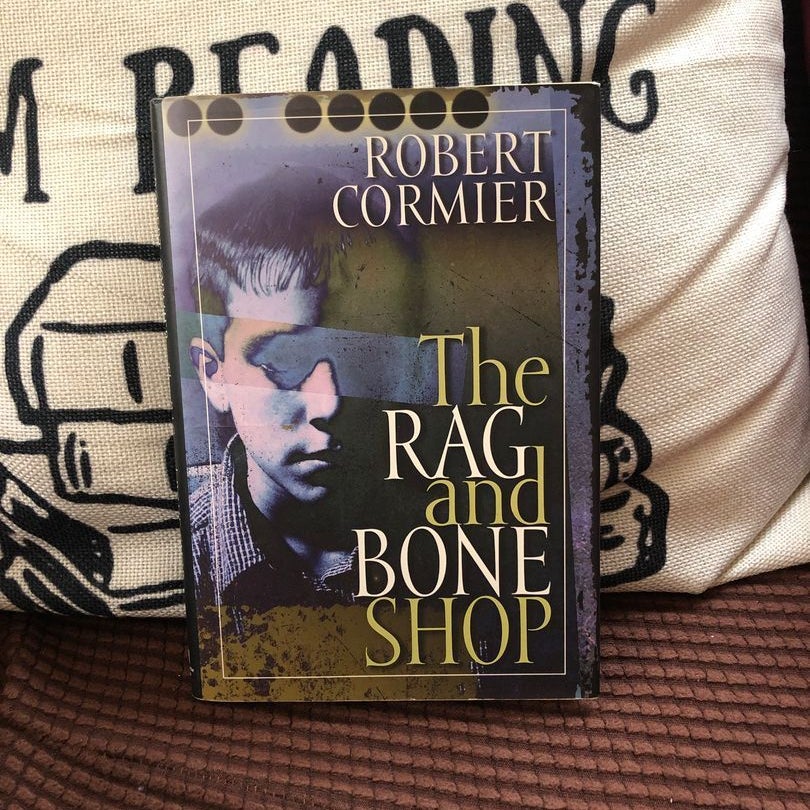 M READING
ROBERT
CORMIER
The
RAG
and
BONE
SHOP